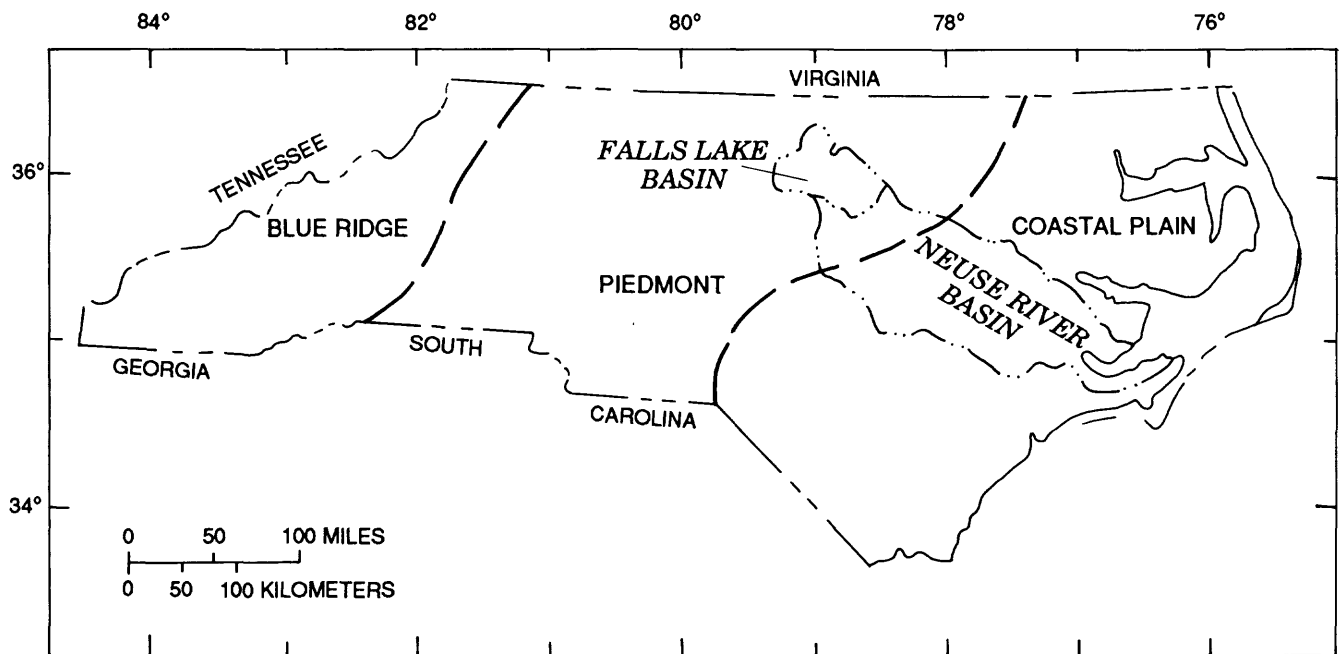 84° 82° 80° 78° 76°
VIRGINIA
36°
TENNESSEE
FALLS LAKE
BASIN
BLUE RIDGE
COASTAL PLAIN
PIEDMONT
NEUSE RIVER
BASIN
SOUTH
GEORGIA
CAROLINA
34°
0 50 100 MILES
0 50 100 KILOMETERS